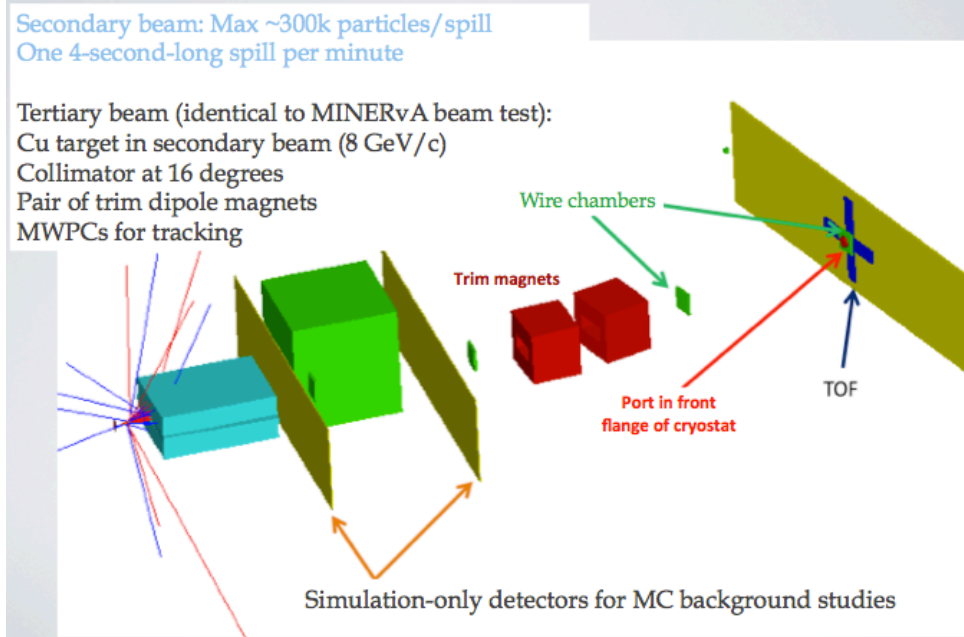 Secondary beam: Max ~300k particles/spill
One 4-second-long spill per minute
Tertiary beam (identical to MINERvA beam test):
Cu target in secondary beam (8 GeV/c)
Collimator at 16 degrees
Pair of trim dipole magnets
MWPCs for tracking
Wire chambers
Trim magnets
Port in front
flange of cryostat
TOF
Simulation-only detectors for MC background studies